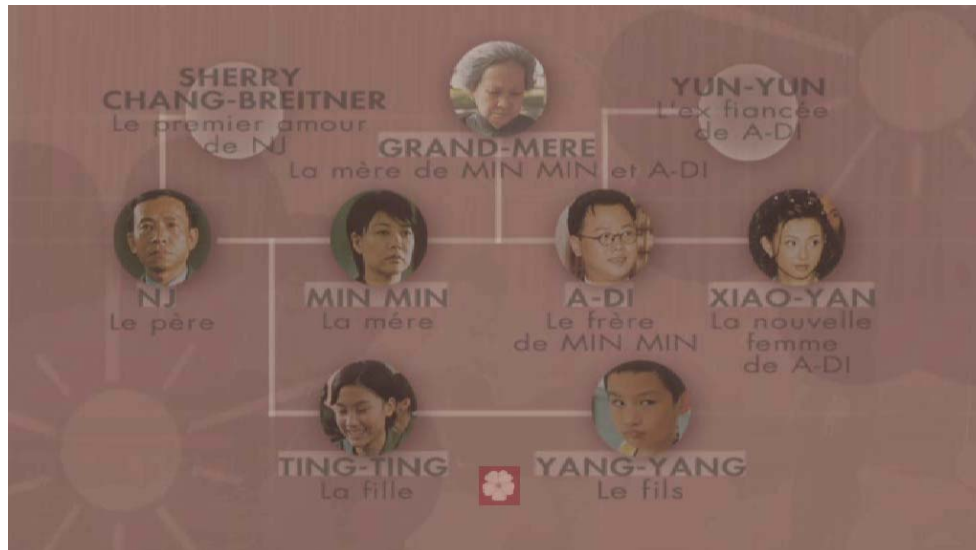 SHERRY
CHANG-BREITNER
Le premier amour
de NJ
GRAND-MERE
La mère de MIN MIN et A-DI
YUN-YUN
L'ex fiancée
de A-DI
NJ
Le père
MIN MIN
La mére
A-DI
Le frère
de MIN MIN
XIAO-YAN
La nouvelle
femme
de A-DI
TING-TING
La fille
YANG-YANG
Le fils